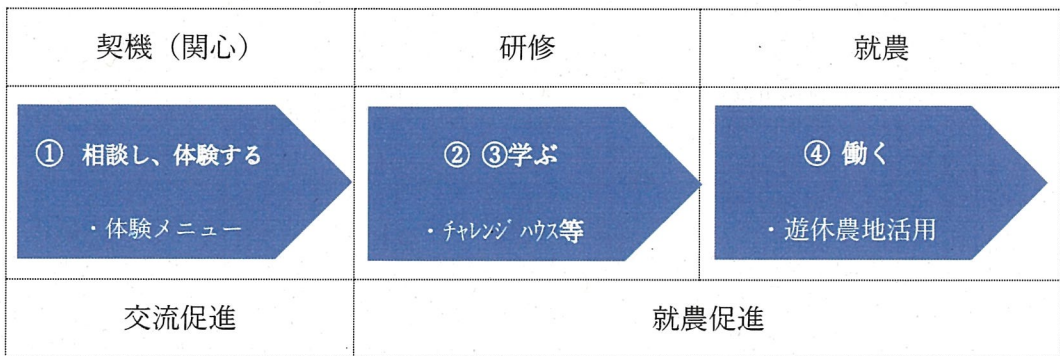 契機（関心）
研修
就農
① 相談し、体験する
・体験メニュー
② ③学ぶ
・ﾁｬﾚﾝｼﾞ ﾊｳｽ等
④ 働く
・遊休農地活用
交流促進
就農促進